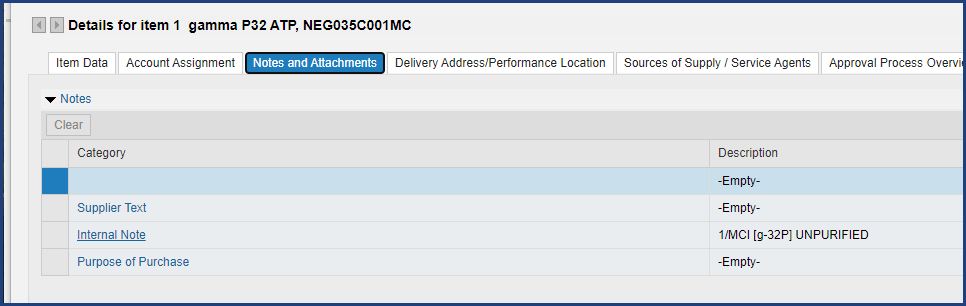 Details for item 1  gamma P32 ATP, NEG035C001MC
Item Data Account Assignment Notes and Attachments Delivery Address/Performance Location Sources of Supply / Service Agents Approval Process Overvie
Notes
Clear
Category Description
-Empty-
Supplier Text -Empty-
Internal Note 1/MCI [g-32P] UNPURIFIED
Purpose of Purchase -Empty-